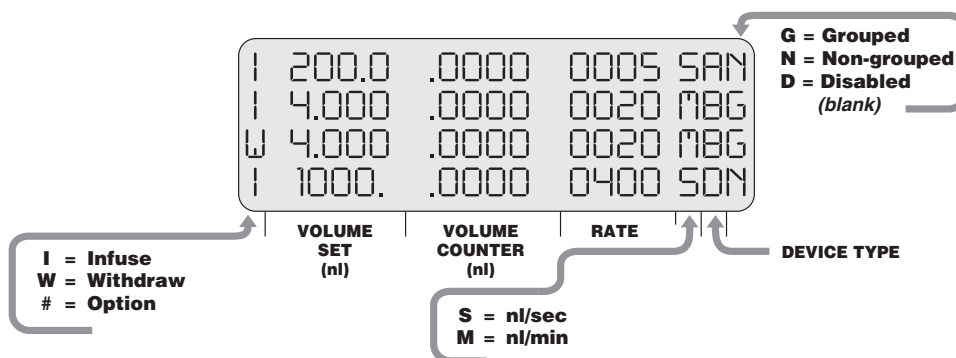 G = Grouped
N = Non-grouped
D = Disabled
(blank)
I 200.0 .0000 0005 SAN
I 4.000 .0000 0020 MBG
W 4.000 .0000 0020 MBG
I 1000. .0000 0400 SDN
VOLUME SET (nl)
VOLUME COUNTER (nl)
RATE
DEVICE TYPE
I = Infuse
W = Withdraw
# = Option
S = nl/sec
M = nl/min